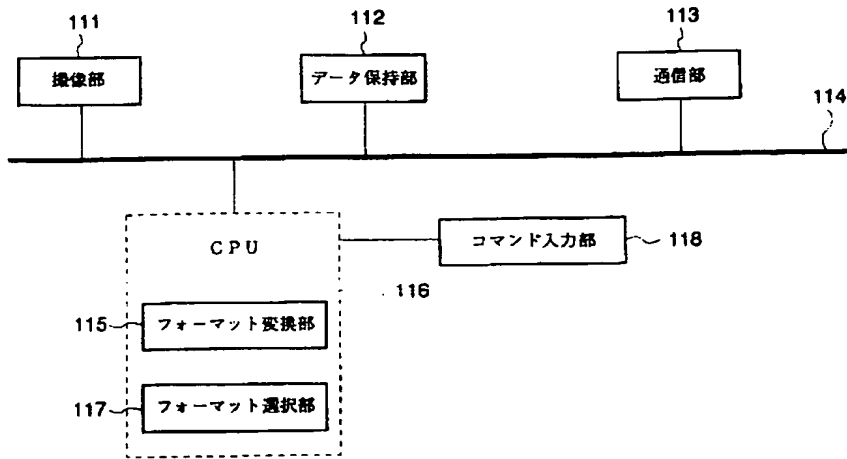 111
112
113
撮像部
データ保持部
通信部
114
CPU
コマンド入力部
118
116
115
フォーマット変換部
117
フォーマット選択部